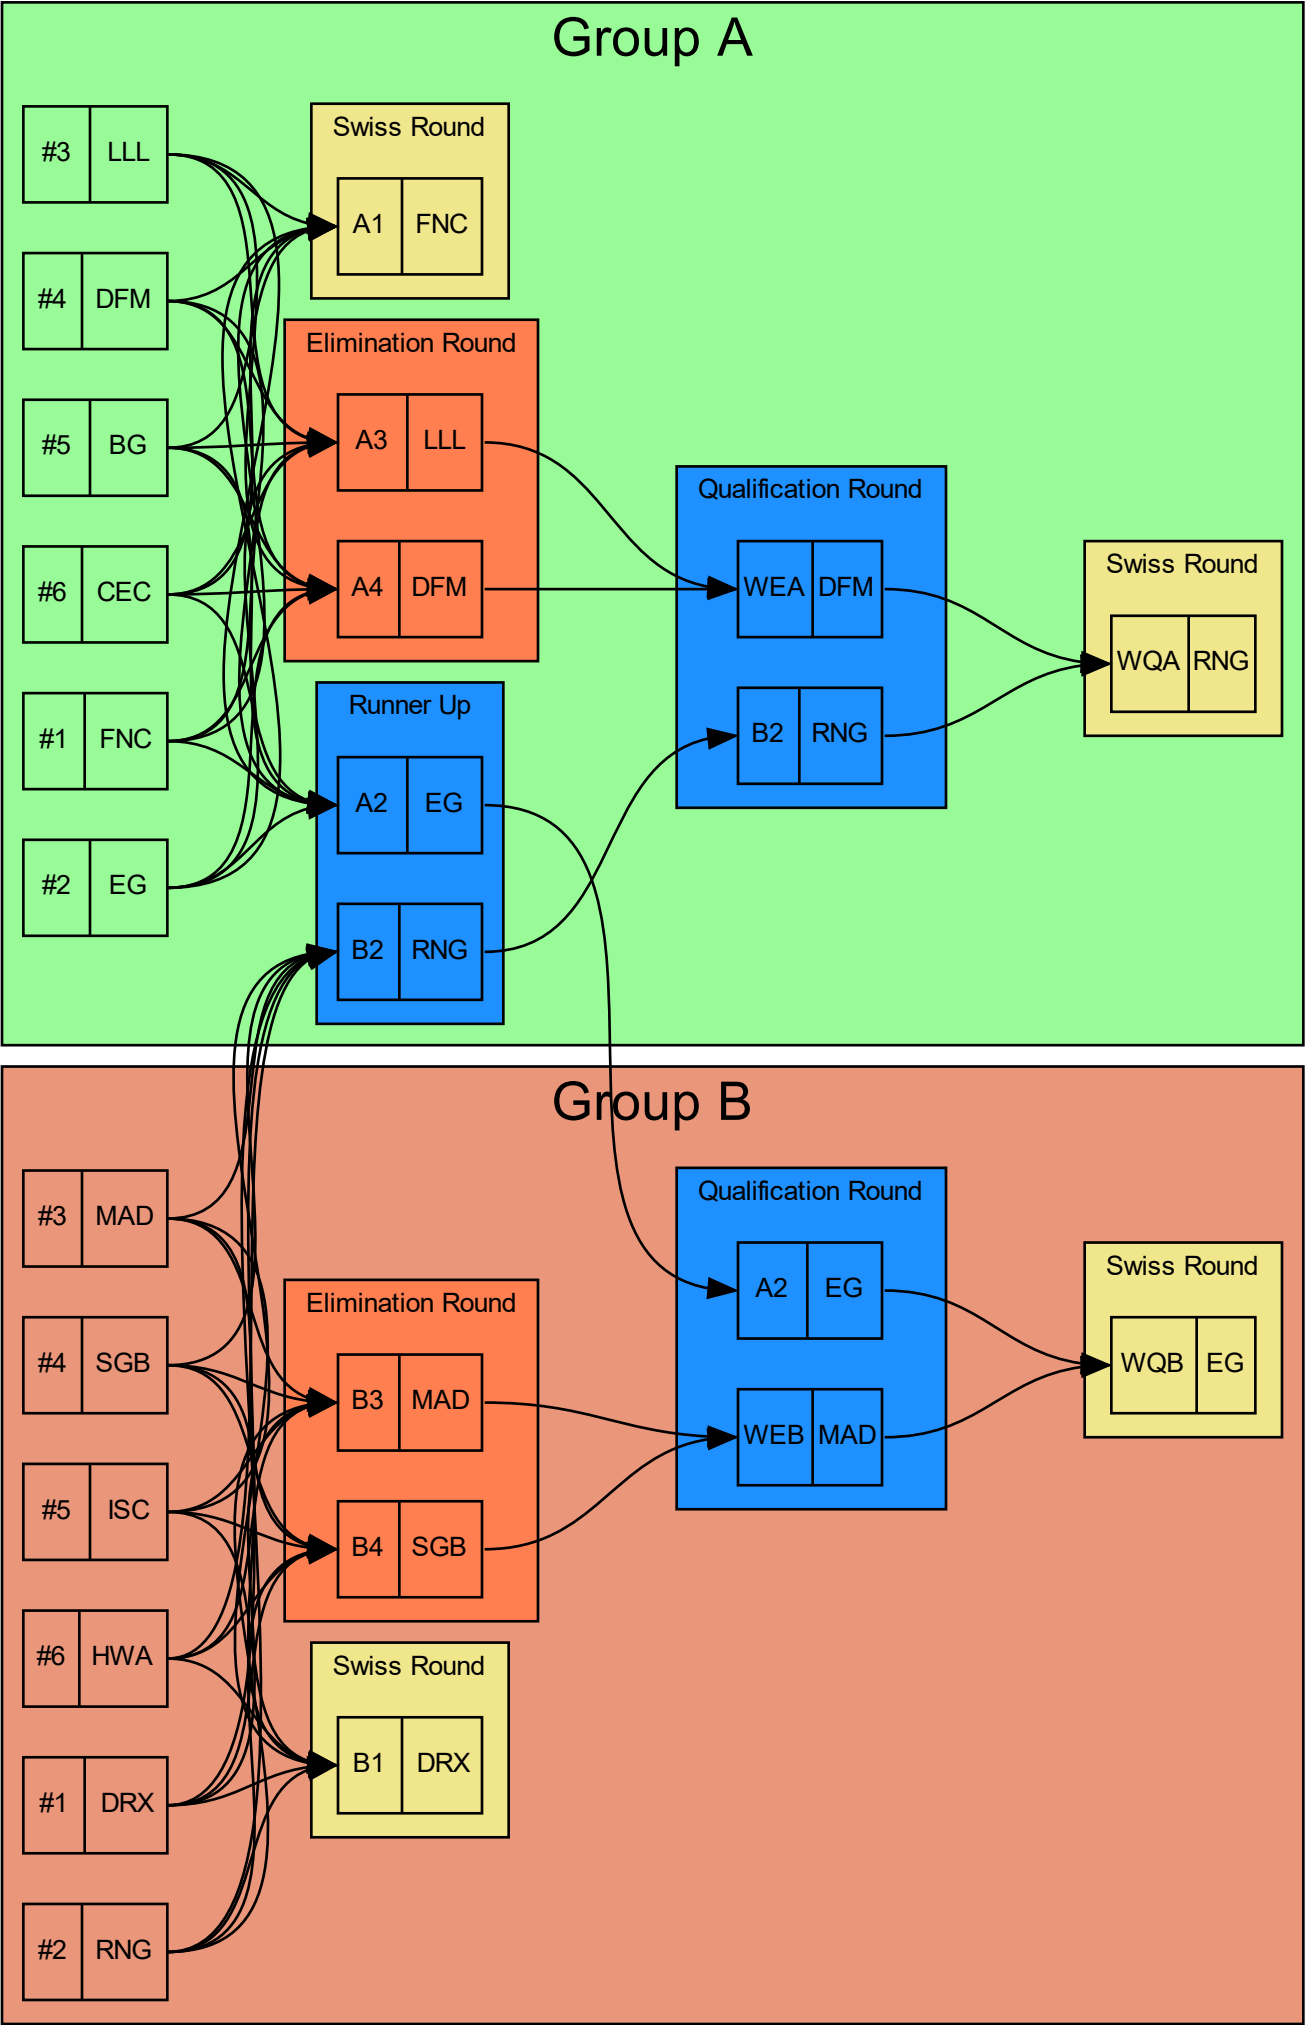 Group A
#3 LLL
#4 DFM
#5 BG
#6 CEC
#1 FNC
#2 EG
Swiss Round
A1 FNC
Elimination Round
A3 LLL
A4 DFM
Runner Up
A2 EG
B2 RNG
Qualification Round
WEA DFM
B2 RNG
Swiss Round
WQA RNG
Group B
#3 MAD
#4 SGB
#5 ISC
#6 HWA
#1 DRX
#2 RNG
Elimination Round
B3 MAD
B4 SGB
Swiss Round
B1 DRX
Qualification Round
A2 EG
WEB MAD
Swiss Round
WQB EG